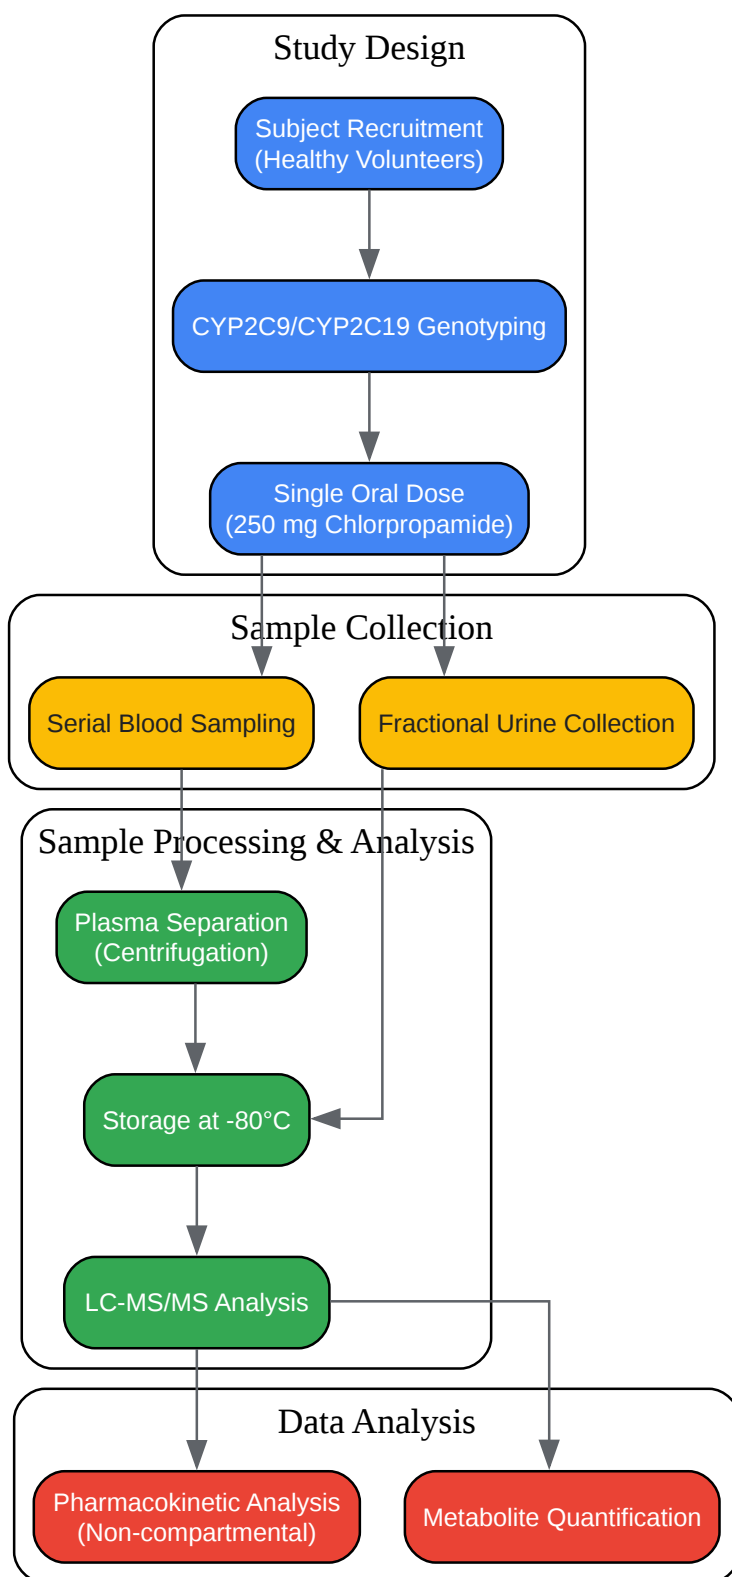 Study Design
Subject Recruitment
(Healthy Volunteers)
CYP2C9/CYP2C19 Genotyping
Single Oral Dose
(250 mg Chlorpropamide)
Sample Collection
Serial Blood Sampling
Fractional Urine Collection
Sample Processing & Analysis
Plasma Separation
(Centrifugation)
Storage at -80°C
LC-MS/MS Analysis
Data Analysis
Pharmacokinetic Analysis
(Non-compartmental)
Metabolite Quantification